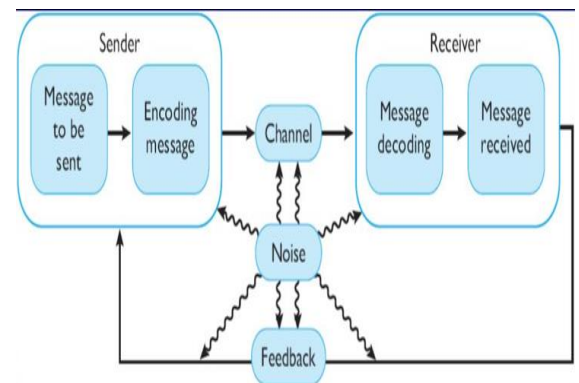 Sender
Message
to be
sent
Encoding
message
Channel
Receiver
Message
decoding
Message
received
Noise
Feedback